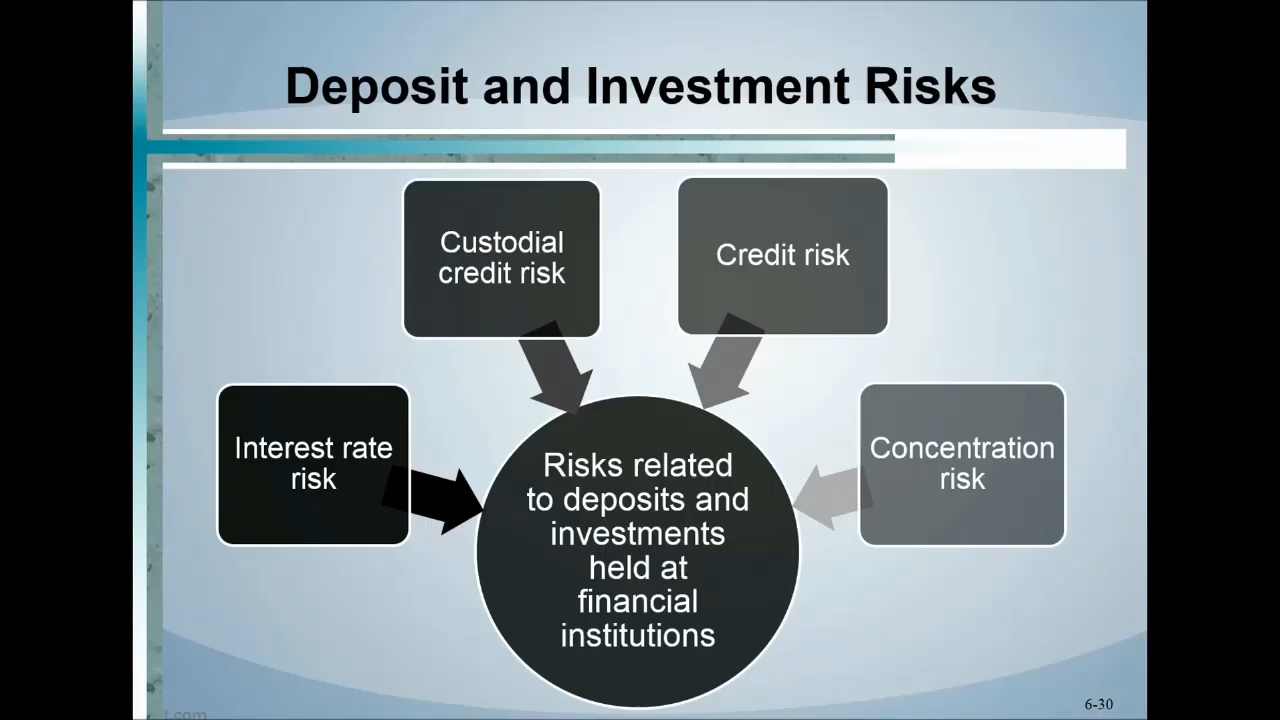 Deposit and Investment Risks
Custodial
credit risk
Credit risk
Interest rate
risk
Concentration
risk
Risks related
to deposits and
investments
held at
financial
institutions
6-30